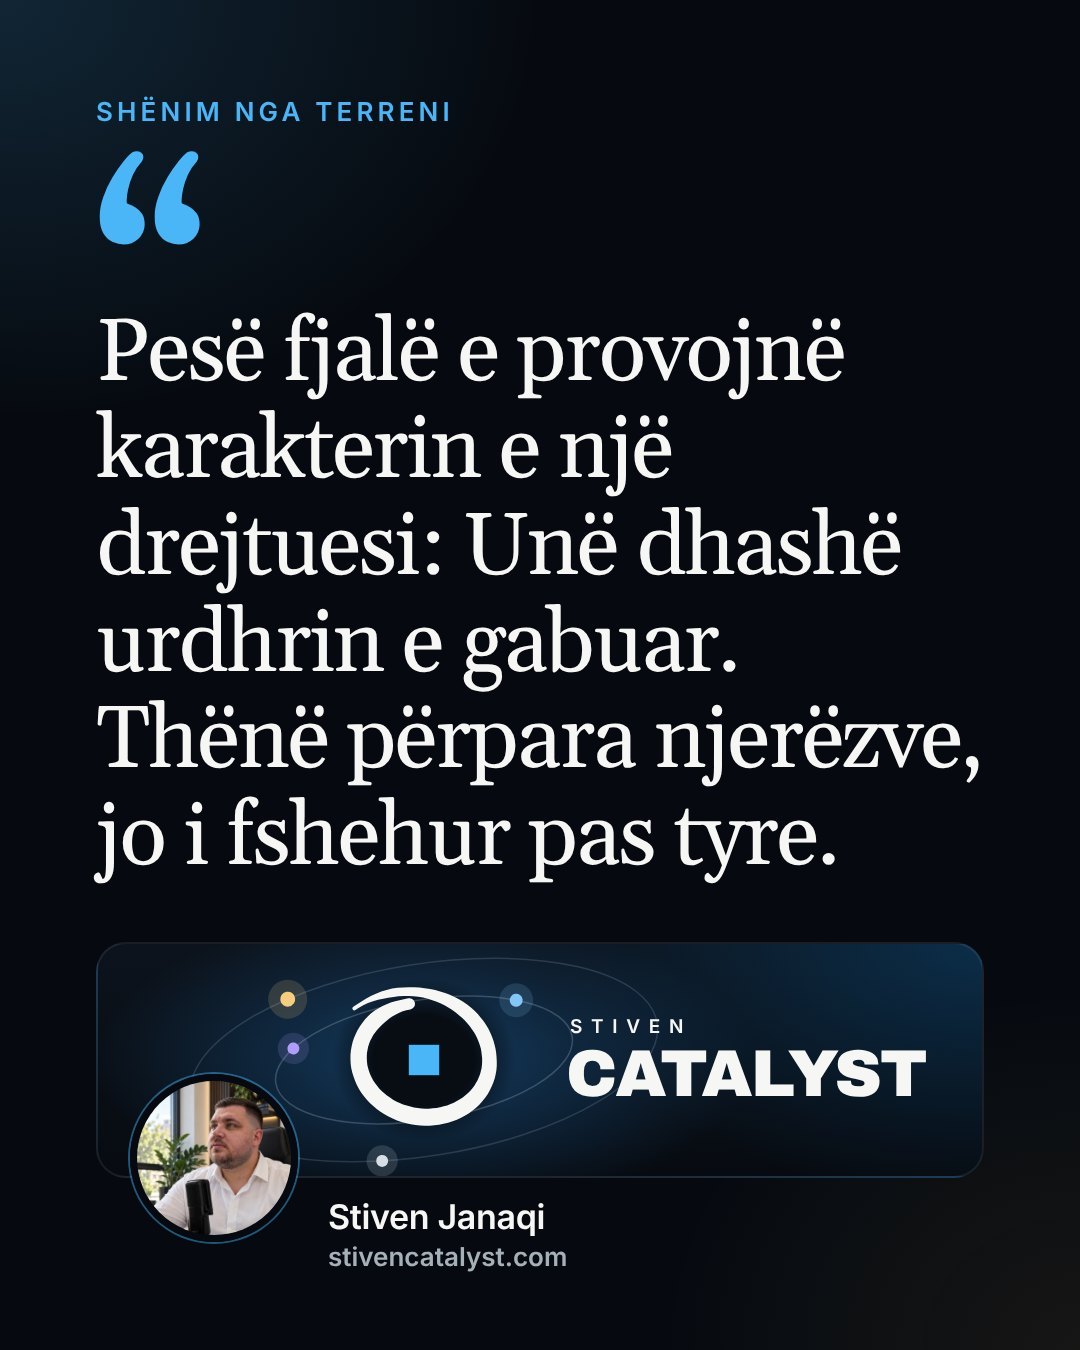 SHËNIM NGA TERRENI
“
Pesë fjalë e provojnë
karakterin e një
drejtuesi: Unë dhashë
urdhrin e gabuar.
Thënë përpara njerëzve,
jo i fshehur pas tyre.
STIVEN
CATALYST
Stiven Janaqi
stivencatalyst.com